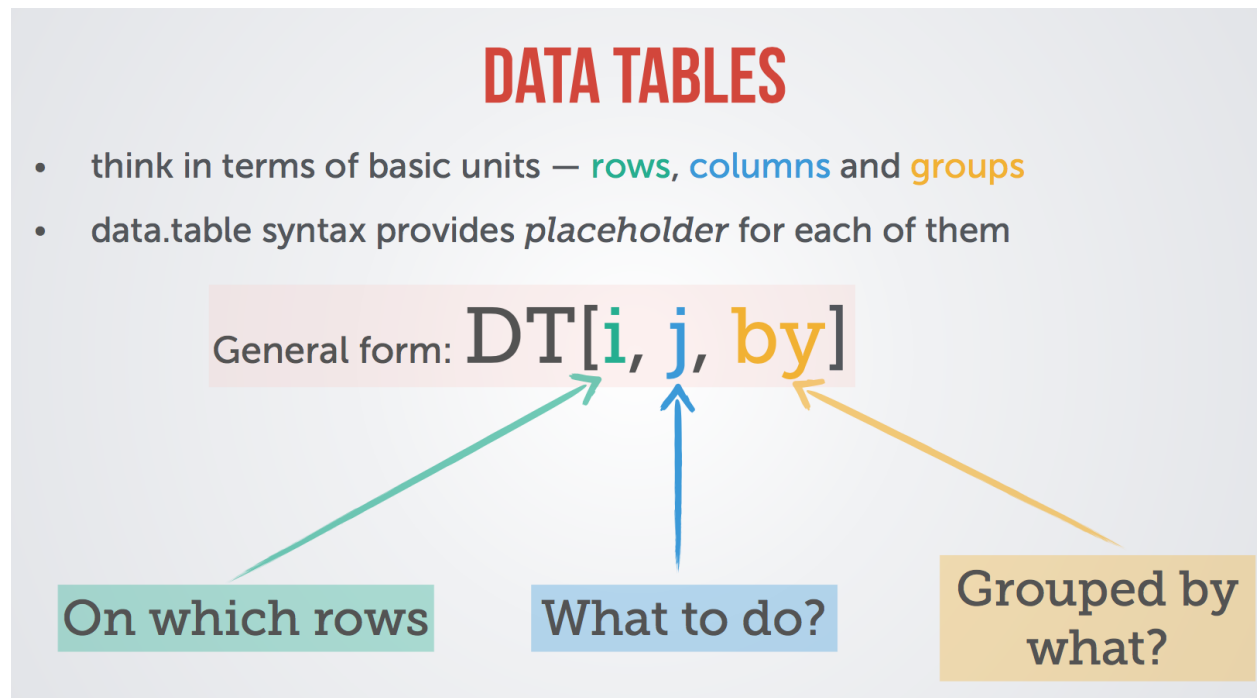 DATA TABLES
• think in terms of basic units — rows, columns and groups
• data.table syntax provides placeholder for each of them
General form: DT[i, j, by]
On which rows
What to do?
Grouped by
what?